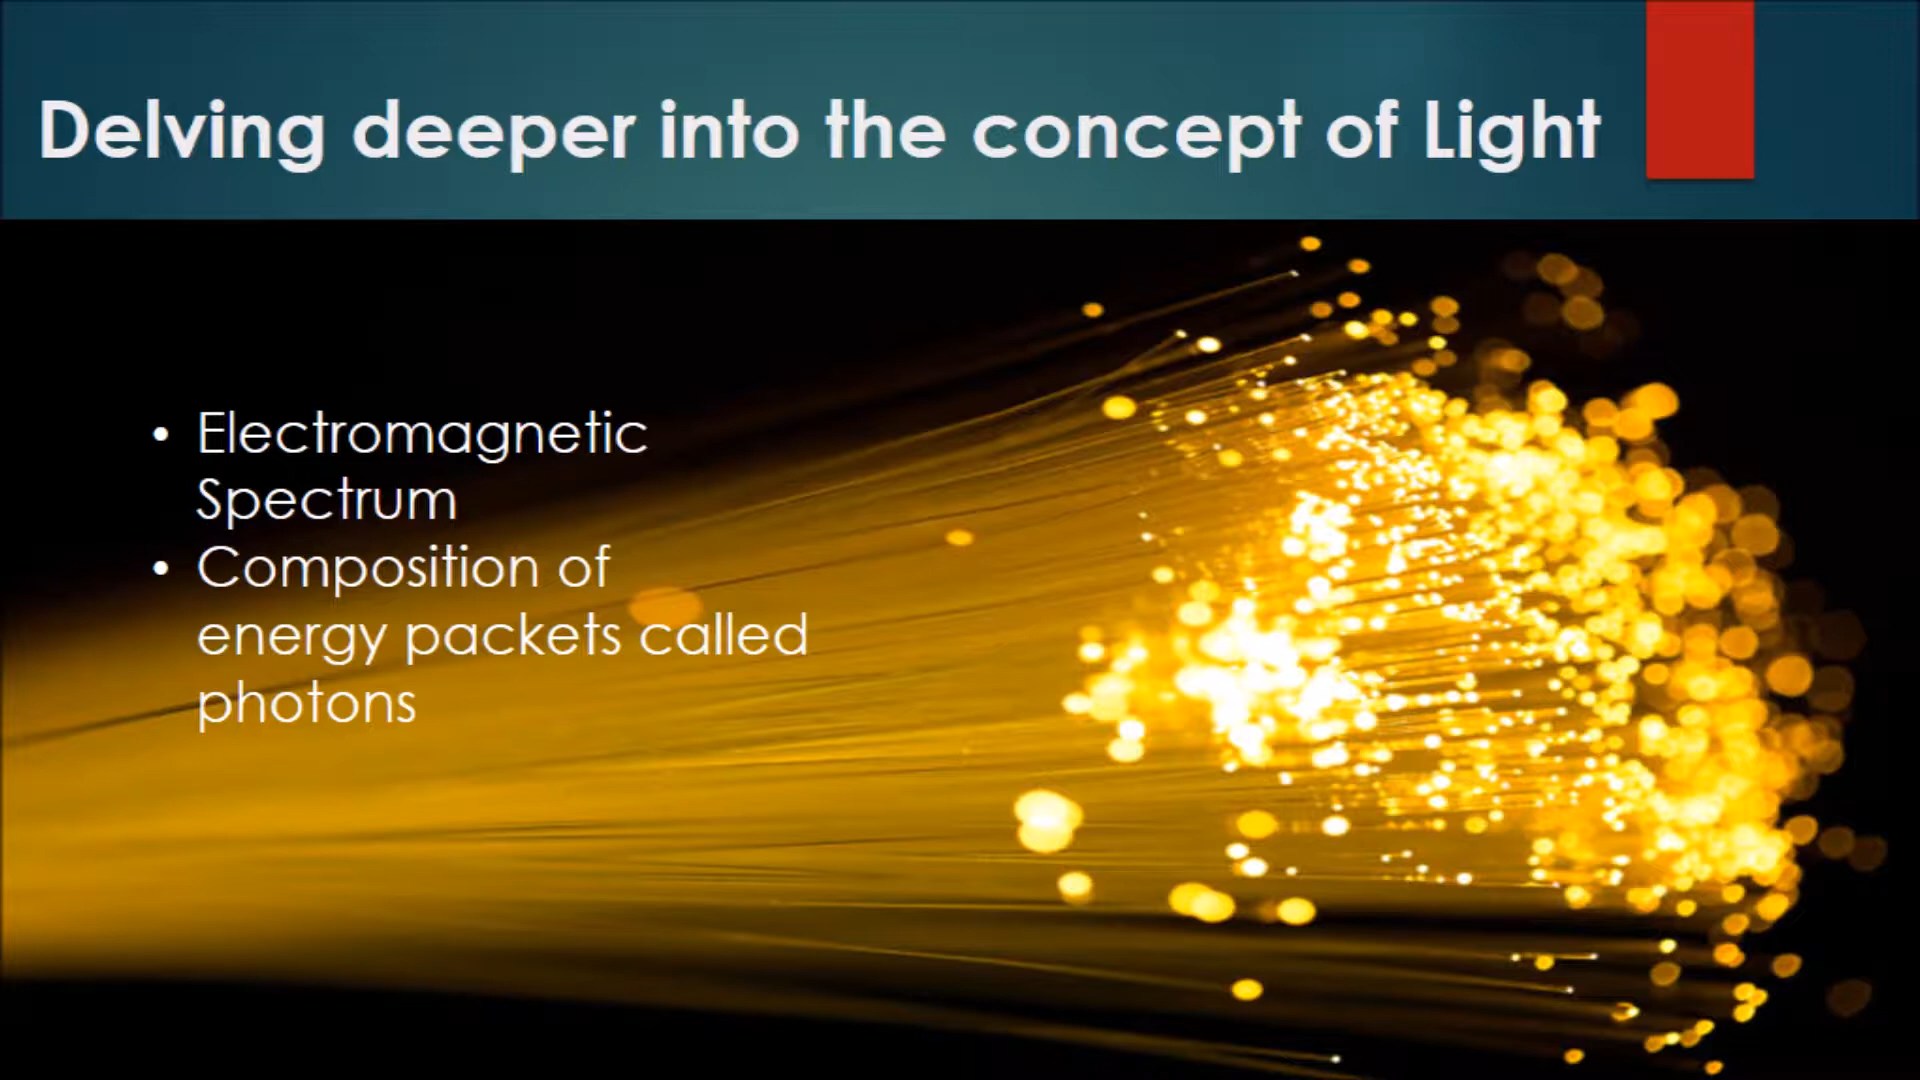 Delving deeper into the concept of Light
• Electromagnetic
Spectrum
• Composition of
energy packets called
photons